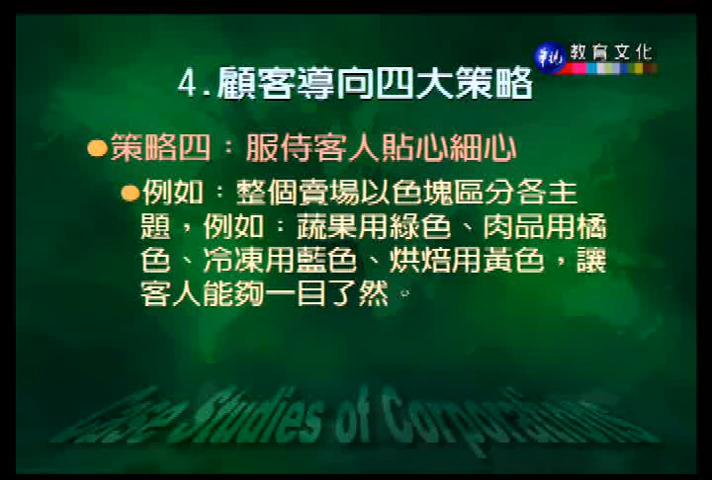 華視 教育文化
4.顧客導向四大策略
策略四：服侍客人貼心細心
例如：整個賣場以色塊區分各主
題，例如：蔬果用綠色、肉品用橘
色、冷凍用藍色、烘焙用黃色，讓
客人能夠一目了然。
Case Studies of Corporations